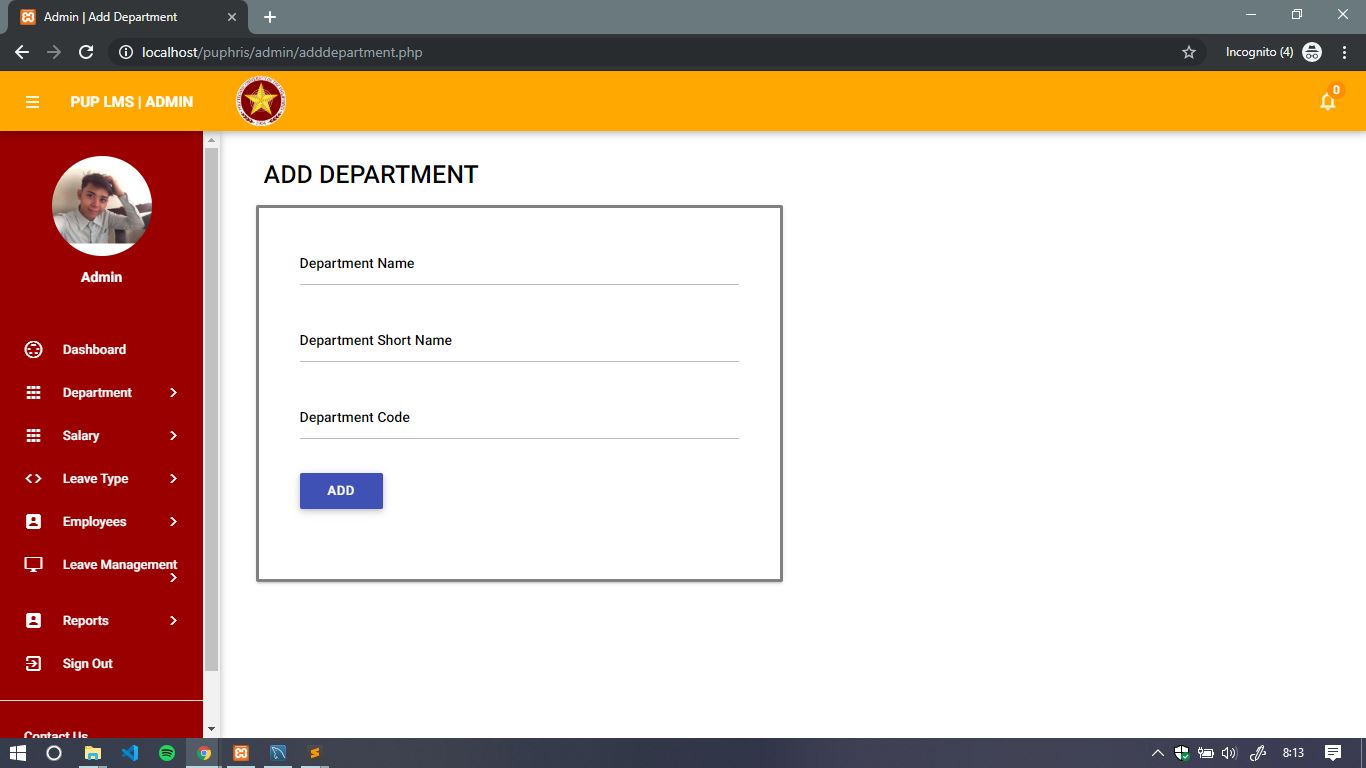 Admin | Add Department
localhost/puphris/admin/adddepartment.php
Incognito (4)
PUP LMS | ADMIN
0
Admin
Dashboard
Department
Salary
Leave Type
Employees
Leave Management
Reports
Sign Out
Contact Us
ADD DEPARTMENT
Department Name
Department Short Name
Department Code
ADD
8:13